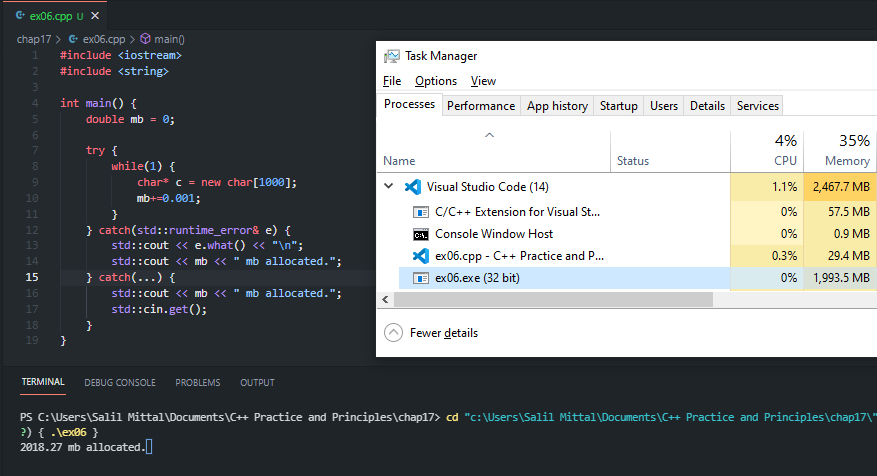 ex06.cpp U
chap17 > ex06.cpp > main()
1 #include <iostream>
2 #include <string>
3
4 int main() {
5 double mb = 0;
6
7 try {
8 while(1) {
9 char* c = new char[1000];
10 mb+=0.001;
11 }
12 } catch(std::runtime_error& e) {
13 std::cout << e.what() << "\n";
14 std::cout << mb << " mb allocated.";
15 } catch(...) {
16 std::cout << mb << " mb allocated.";
17 std::cin.get();
18 }
19 }
Task Manager
File Options View
Processes Performance App history Startup Users Details Services
4% 35%
Name Status CPU Memory
Visual Studio Code (14) 1.1% 2,467.7 MB
C/C++ Extension for Visual St... 0% 57.5 MB
Console Window Host 0% 0.9 MB
ex06.cpp - C++ Practice and P... 0.3% 29.4 MB
ex06.exe (32 bit) 0% 1,993.5 MB
Fewer details
TERMINAL DEBUG CONSOLE PROBLEMS OUTPUT
PS C:\Users\Salil Mittal\Documents\C++ Practice and Principles\chap17> cd "c:\Users\Salil Mittal\Documents\C++ Practice and Principles\chap17\"
?) { .\ex06 }
2018.27 mb allocated.